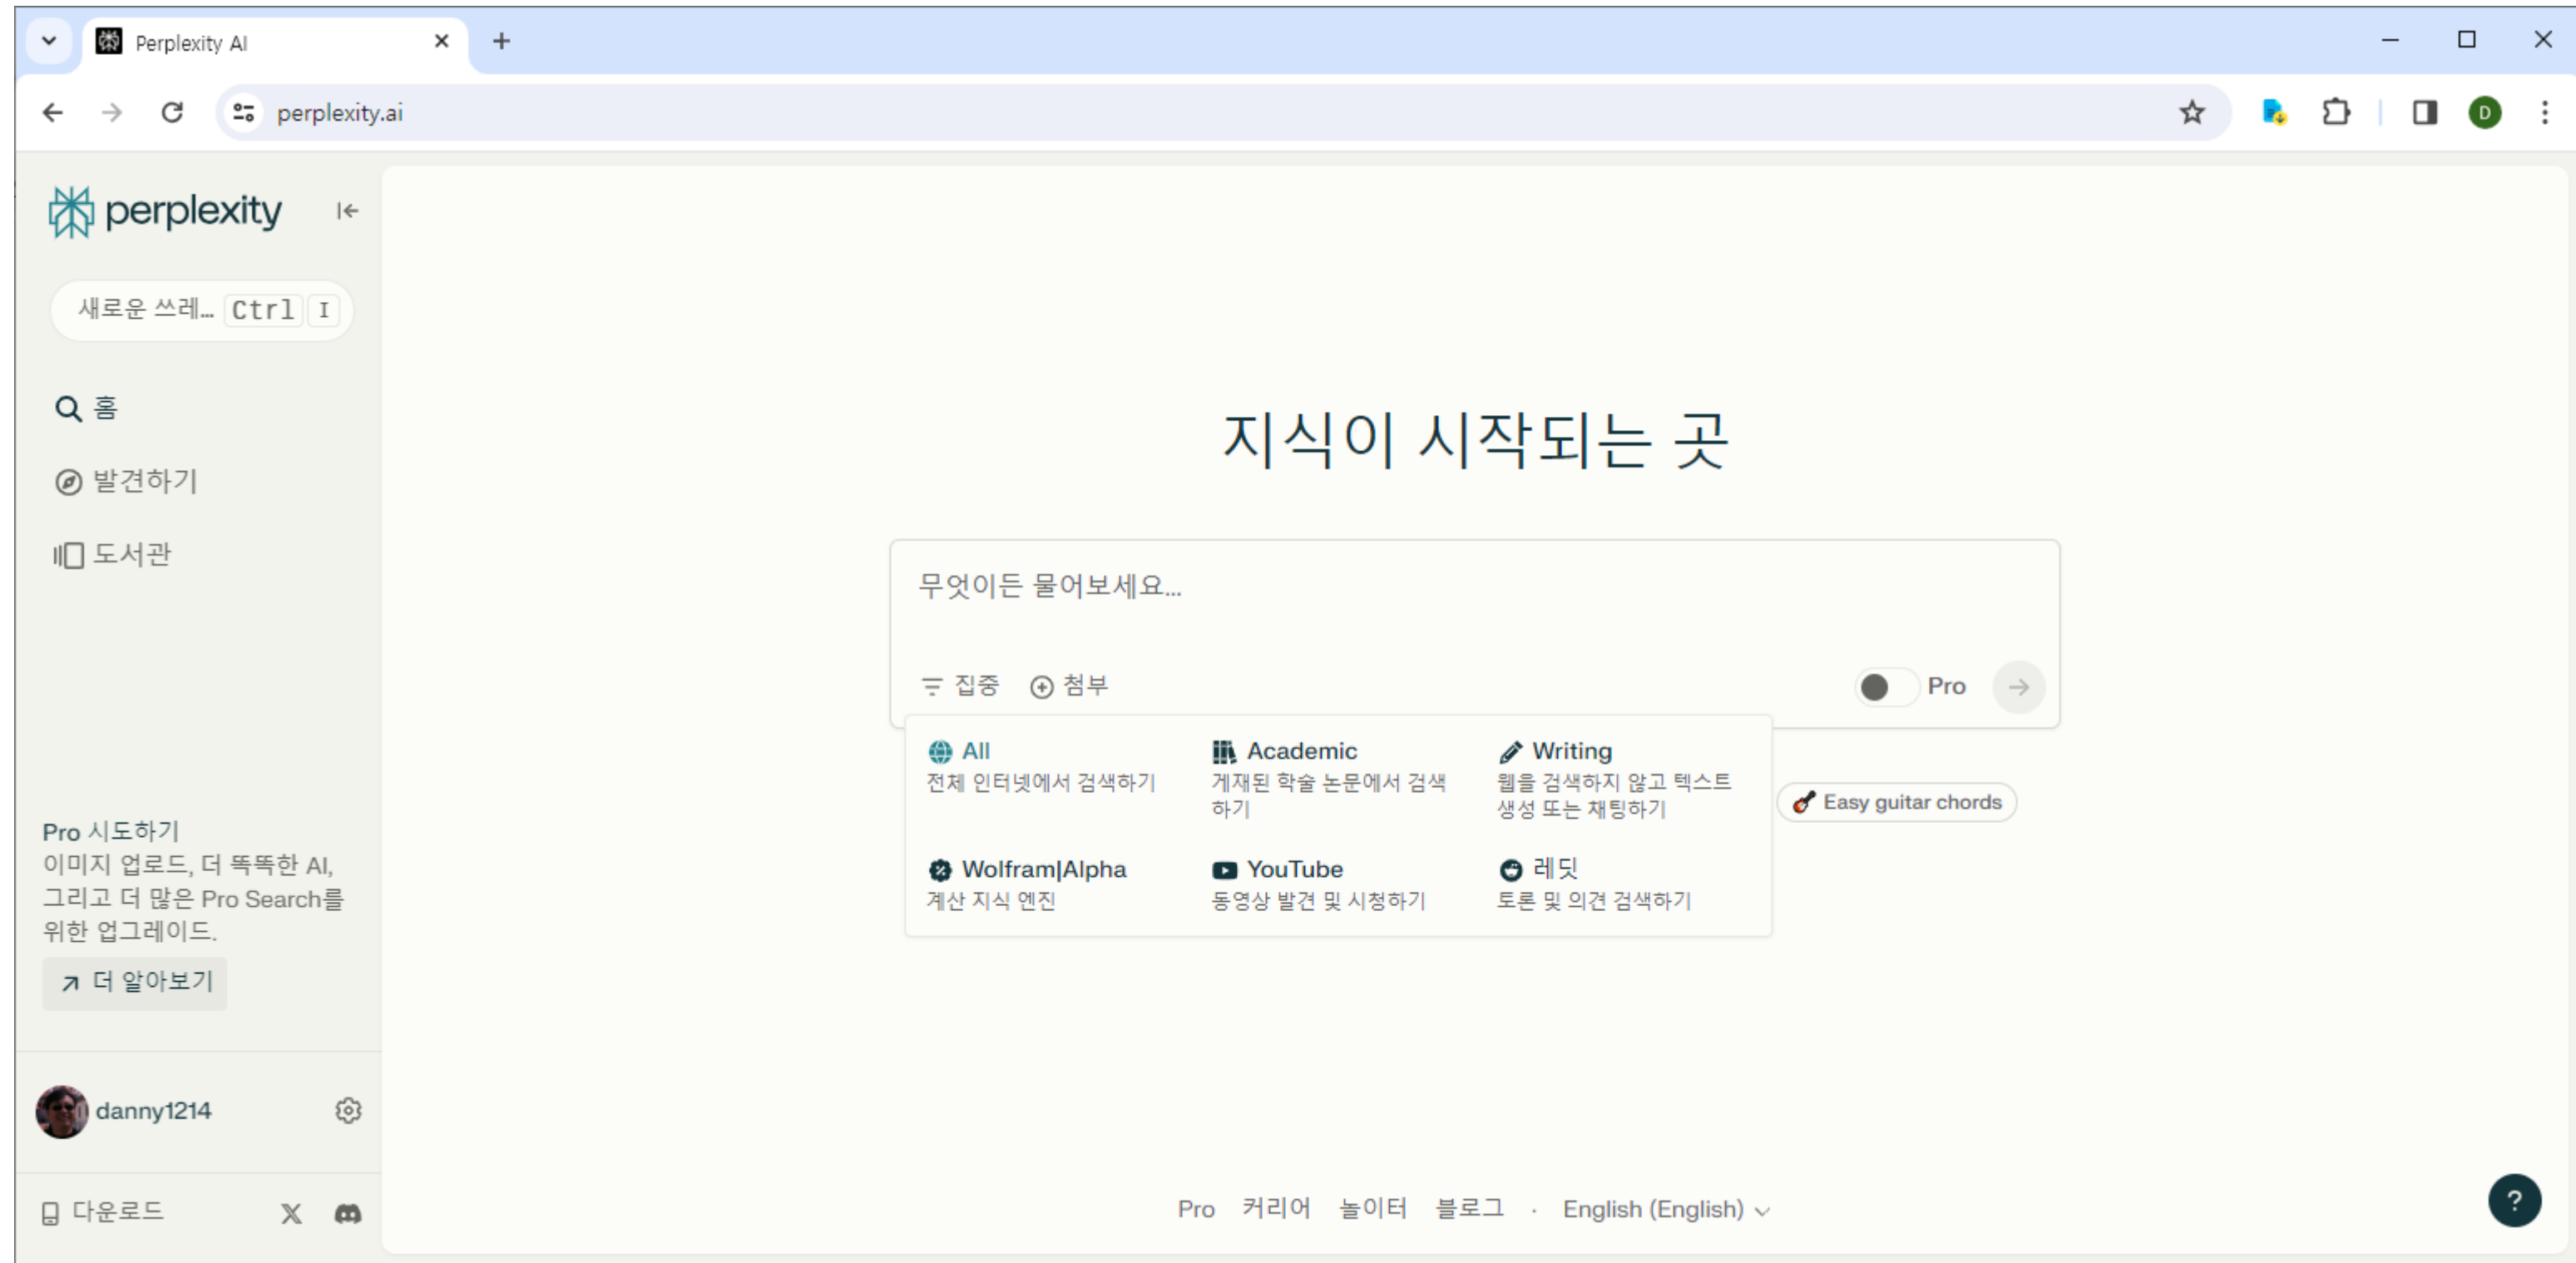 Perplexity AI
perplexity.ai
D
perplexity
새로운 쓰레... Ctrl I
홈
발견하기
도서관
Pro 시도하기
이미지 업로드, 더 똑똑한 AI,
그리고 더 많은 Pro Search를
위한 업그레이드.
더 알아보기
danny1214
다운로드
지식이 시작되는 곳
무엇이든 물어보세요...
집중 첨부 Pro
All
전체 인터넷에서 검색하기
Academic
게재된 학술 논문에서 검색
하기
Writing
웹을 검색하지 않고 텍스트
생성 또는 채팅하기
Wolfram|Alpha
계산 지식 엔진
YouTube
동영상 발견 및 시청하기
레딧
토론 및 의견 검색하기
Easy guitar chords
Pro 커리어 놀이터 블로그 · English (English)
?